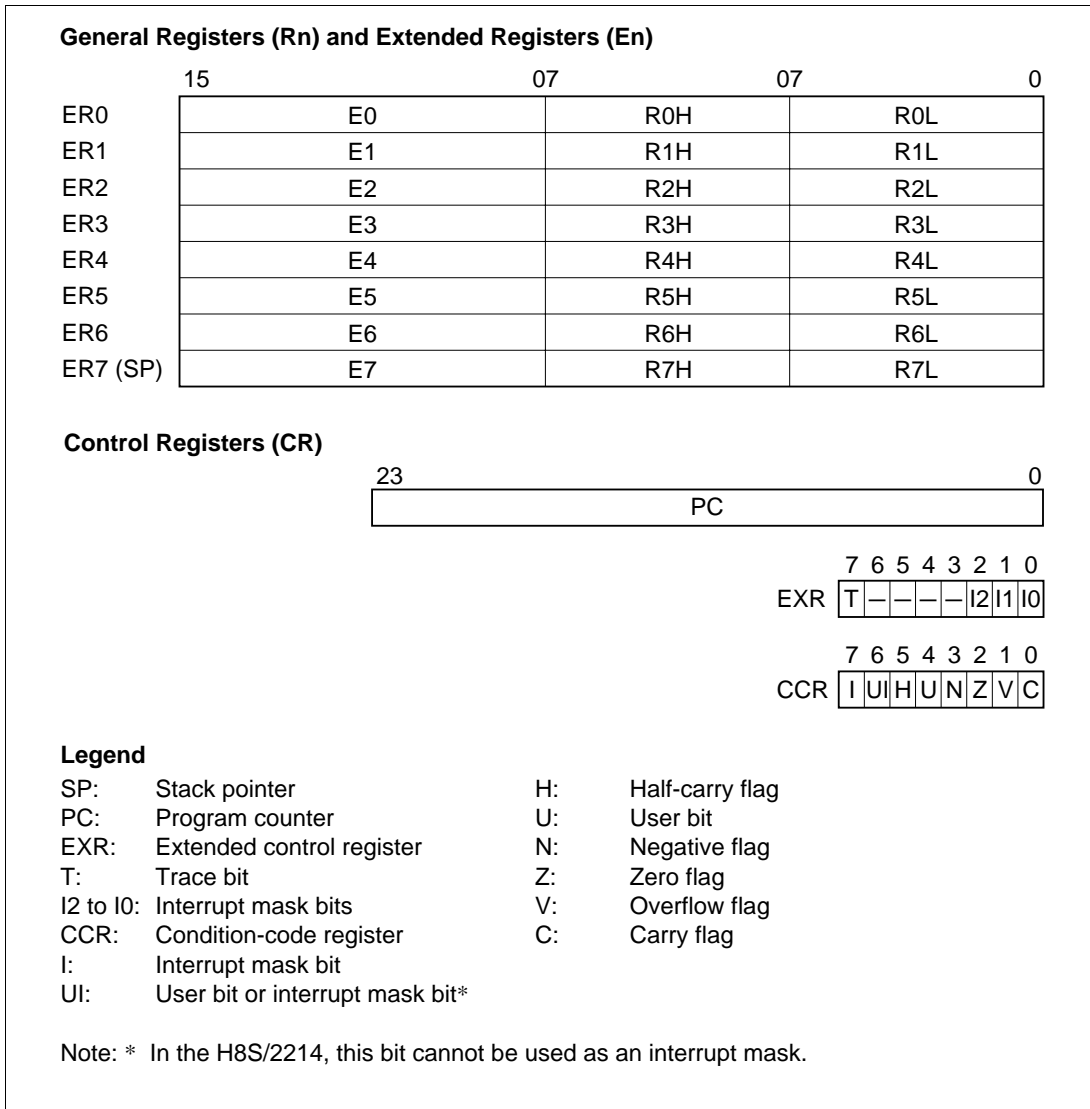 General Registers (Rn) and Extended Registers (En)
15 07 07 0
ER0 E0 R0H R0L
ER1 E1 R1H R1L
ER2 E2 R2H R2L
ER3 E3 R3H R3L
ER4 E4 R4H R4L
ER5 E5 R5H R5L
ER6 E6 R6H R6L
ER7 (SP) E7 R7H R7L
Control Registers (CR)
23 0
PC
7 6 5 4 3 2 1 0
EXR T — — — — I2 I1 I0
7 6 5 4 3 2 1 0
CCR I UI H U N Z V C
Legend
SP: Stack pointer H: Half-carry flag
PC: Program counter U: User bit
EXR: Extended control register N: Negative flag
T: Trace bit Z: Zero flag
I2 to I0: Interrupt mask bits V: Overflow flag
CCR: Condition-code register C: Carry flag
I: Interrupt mask bit
UI: User bit or interrupt mask bit*
Note: * In the H8S/2214, this bit cannot be used as an interrupt mask.